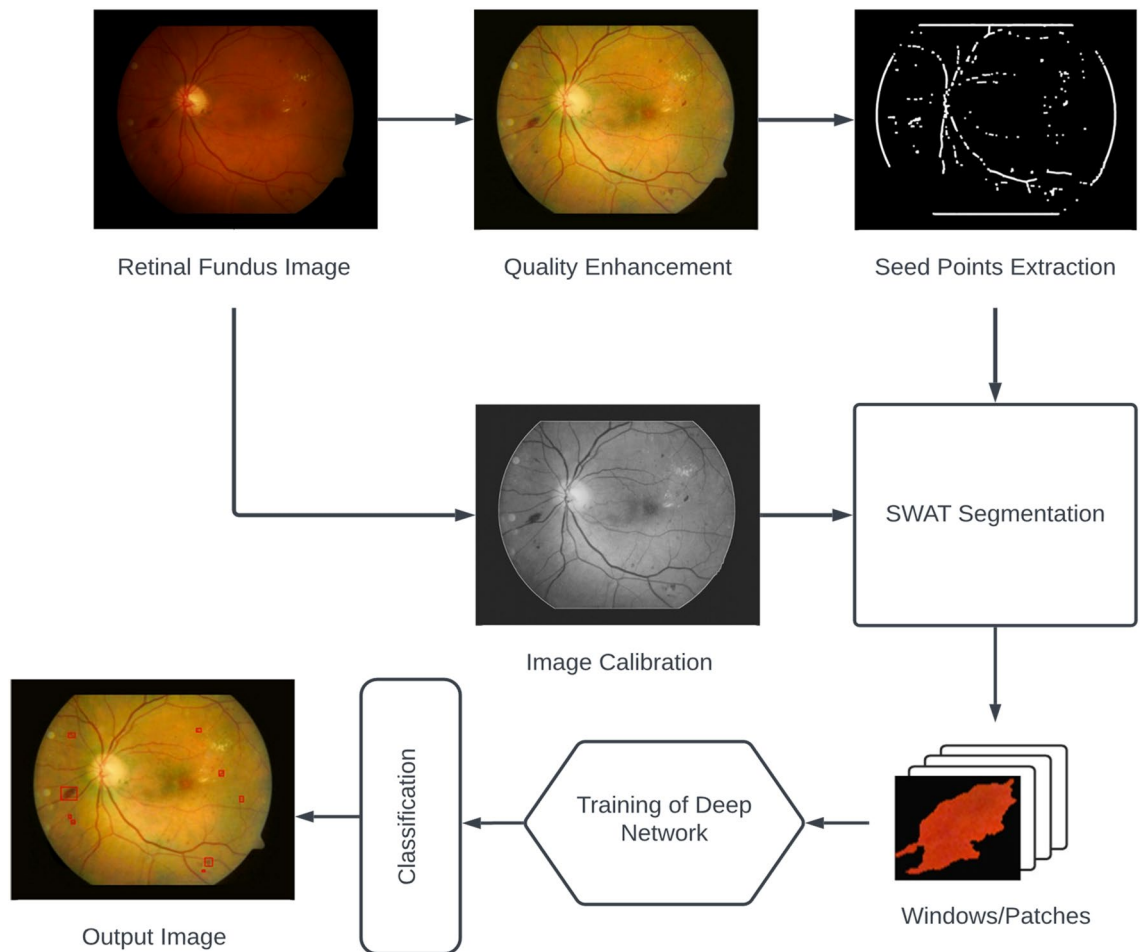 Retinal Fundus Image
Quality Enhancement
Seed Points Extraction
SWAT Segmentation
Image Calibration
Classification
Training of Deep
Network
Windows/Patches
Output Image